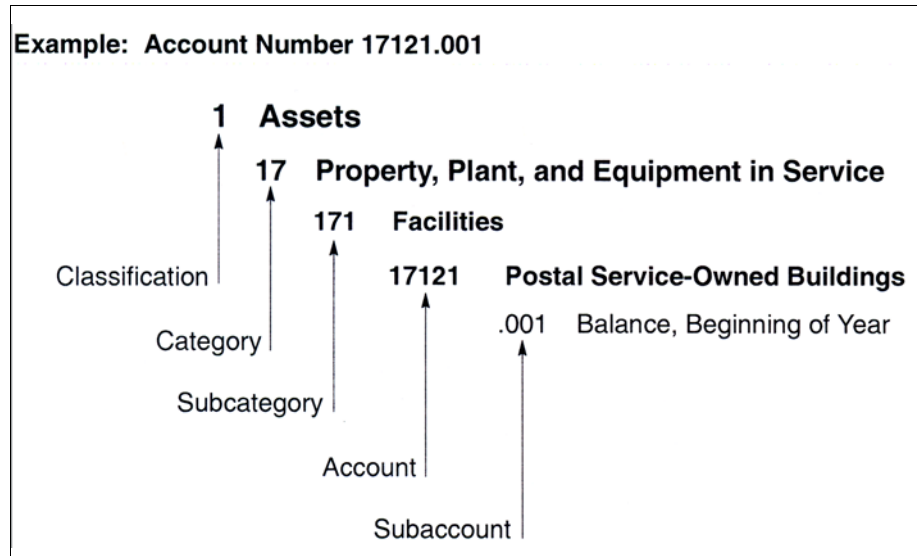 Example: Account Number 17121.001
1 Assets
17 Property, Plant, and Equipment in Service
171 Facilities
Classification
17121 Postal Service-Owned Buildings
.001 Balance, Beginning of Year
Category
Subcategory
Account
Subaccount